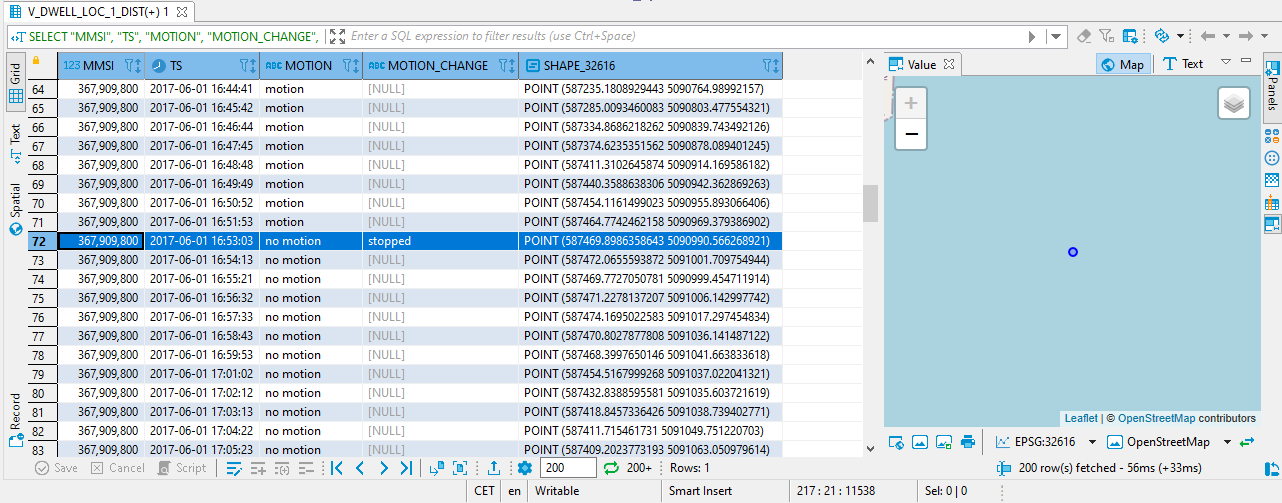 V_DWELL_LOC_1_DIST(+) 1
SELECT "MMSI", "TS", "MOTION", "MOTION_CHANGE", Enter a SQL expression to filter results (use Ctrl+Space)
Grid
Text
Spatial
Record
123 MMSI TS ABC MOTION ABC MOTION_CHANGE SHAPE_32616
64 367,909,800 2017-06-01 16:44:41 motion [NULL] POINT (587235.1808929443 5090764.98992157)
65 367,909,800 2017-06-01 16:45:42 motion [NULL] POINT (587285.0093460083 5090803.477554321)
66 367,909,800 2017-06-01 16:46:44 motion [NULL] POINT (587334.8686218262 5090839.743492126)
67 367,909,800 2017-06-01 16:47:45 motion [NULL] POINT (587374.6235351562 5090878.089401245)
68 367,909,800 2017-06-01 16:48:48 motion [NULL] POINT (587411.3102645874 5090914.169586182)
69 367,909,800 2017-06-01 16:49:49 motion [NULL] POINT (587440.3588638306 5090942.362869263)
70 367,909,800 2017-06-01 16:50:52 motion [NULL] POINT (587454.1161499023 5090955.893066406)
71 367,909,800 2017-06-01 16:51:53 motion [NULL] POINT (587464.7742462158 5090969.379386902)
72 367,909,800 2017-06-01 16:53:03 no motion stopped POINT (587469.8986358643 5090990.566268921)
73 367,909,800 2017-06-01 16:54:13 no motion [NULL] POINT (587472.0655593872 5091001.709754944)
74 367,909,800 2017-06-01 16:55:21 no motion [NULL] POINT (587469.7727050781 5090999.454711914)
75 367,909,800 2017-06-01 16:56:32 no motion [NULL] POINT (587471.2278137207 5091006.142997742)
76 367,909,800 2017-06-01 16:57:33 no motion [NULL] POINT (587474.1695022583 5091017.297454834)
77 367,909,800 2017-06-01 16:58:43 no motion [NULL] POINT (587470.8027877808 5091036.141487122)
78 367,909,800 2017-06-01 16:59:53 no motion [NULL] POINT (587468.3997650146 5091041.663833618)
79 367,909,800 2017-06-01 17:01:02 no motion [NULL] POINT (587454.5167999268 5091037.022041321)
80 367,909,800 2017-06-01 17:02:12 no motion [NULL] POINT (587432.8388595581 5091035.603721619)
81 367,909,800 2017-06-01 17:03:13 no motion [NULL] POINT (587418.8457336426 5091038.739402771)
82 367,909,800 2017-06-01 17:04:22 no motion [NULL] POINT (587411.715461731 5091049.751220703)
83 367,909,800 2017-06-01 17:05:23 no motion [NULL] POINT (587409.2023773193 5091063.050979614)
Value Map Text
Panels
+
−
Leaflet | © OpenStreetMap contributors
EPSG:32616 OpenStreetMap
Save Cancel Script 200 200+ Rows: 1
200 row(s) fetched - 56ms (+33ms)
CET en Writable Smart Insert 217 : 21 : 11538 Sel: 0 | 0